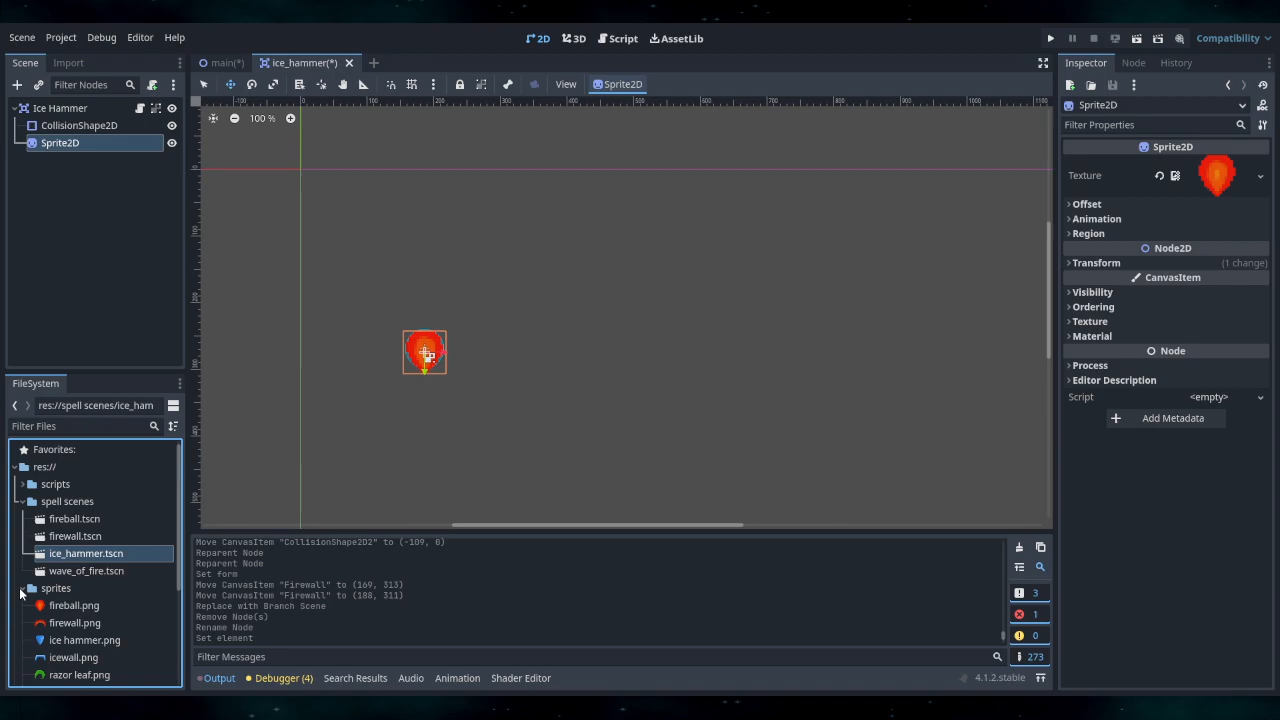 Scene Project Debug Editor Help
2D 3D Script AssetLib
Compatibility
Scene Import
main(*) ice_hammer(*)
Inspector Node History
Filter Nodes
View Sprite2D
Ice Hammer
CollisionShape2D
Sprite2D
100 %
Sprite2D
Filter Properties
Sprite2D
Texture
Offset
Animation
Region
Node2D
Transform (1 change)
CanvasItem
Visibility
Ordering
Texture
Material
Node
Process
Editor Description
Script <empty>
Add Metadata
FileSystem
res://spell scenes/ice_ham
Filter Files
Favorites:
res://
scripts
spell scenes
fireball.tscn
firewall.tscn
ice_hammer.tscn
wave_of_fire.tscn
sprites
fireball.png
firewall.png
ice hammer.png
icewall.png
razor leaf.png
Move CanvasItem "CollisionShape2D2" to (-109, 0)
Reparent Node
Reparent Node
Set form
Move CanvasItem "Firewall" to (169, 313)
Move CanvasItem "Firewall" to (188, 311)
Replace with Branch Scene
Remove Node(s)
Rename Node
Set element
3
1
0
273
Filter Messages
Output Debugger (4) Search Results Audio Animation Shader Editor
4.1.2.stable